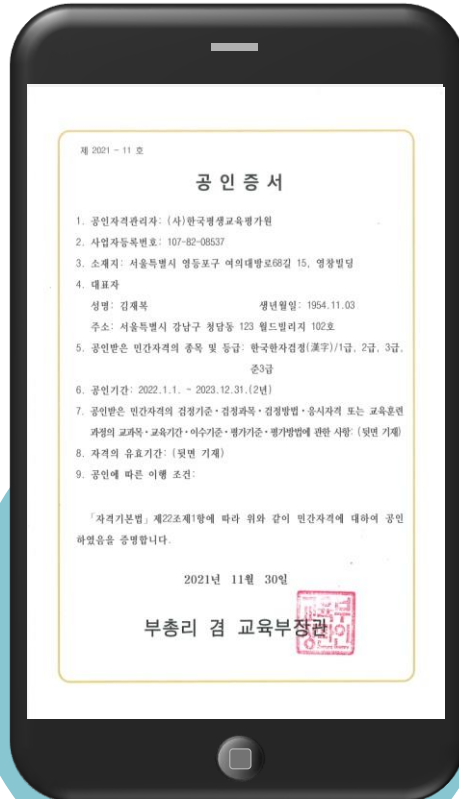 제 2021 - 11 호
공 인 증 서
1. 공인자격관리자: (사)한국평생교육평가원
2. 사업자등록번호: 107-82-08537
3. 소재지: 서울특별시 영등포구 여의대방로68길 15, 영창빌딩
4. 대표자
성명: 김재복 생년월일: 1954.11.03
주소: 서울특별시 강남구 청담동 123 월드빌리지 102호
5. 공인받은 민간자격의 종목 및 등급: 한국한자검정(漢字)/1급, 2급, 3급,
준3급
6. 공인기간: 2022.1.1. ~ 2023.12.31.(2년)
7. 공인받은 민간자격의 검정기준·검정과목·검정방법·응시자격 또는 교육훈련
과정의 교과목·교육기간·이수기준·평가기준·평가방법에 관한 사항: (뒷면 기재)
8. 자격의 유효기간: (뒷면 기재)
9. 공인에 따른 이행 조건:
「자격기본법」제22조제1항에 따라 위와 같이 민간자격에 대하여 공인
하였음을 증명합니다.
2021년 11월 30일
부총리 겸 교육부장관
교육부
장관인